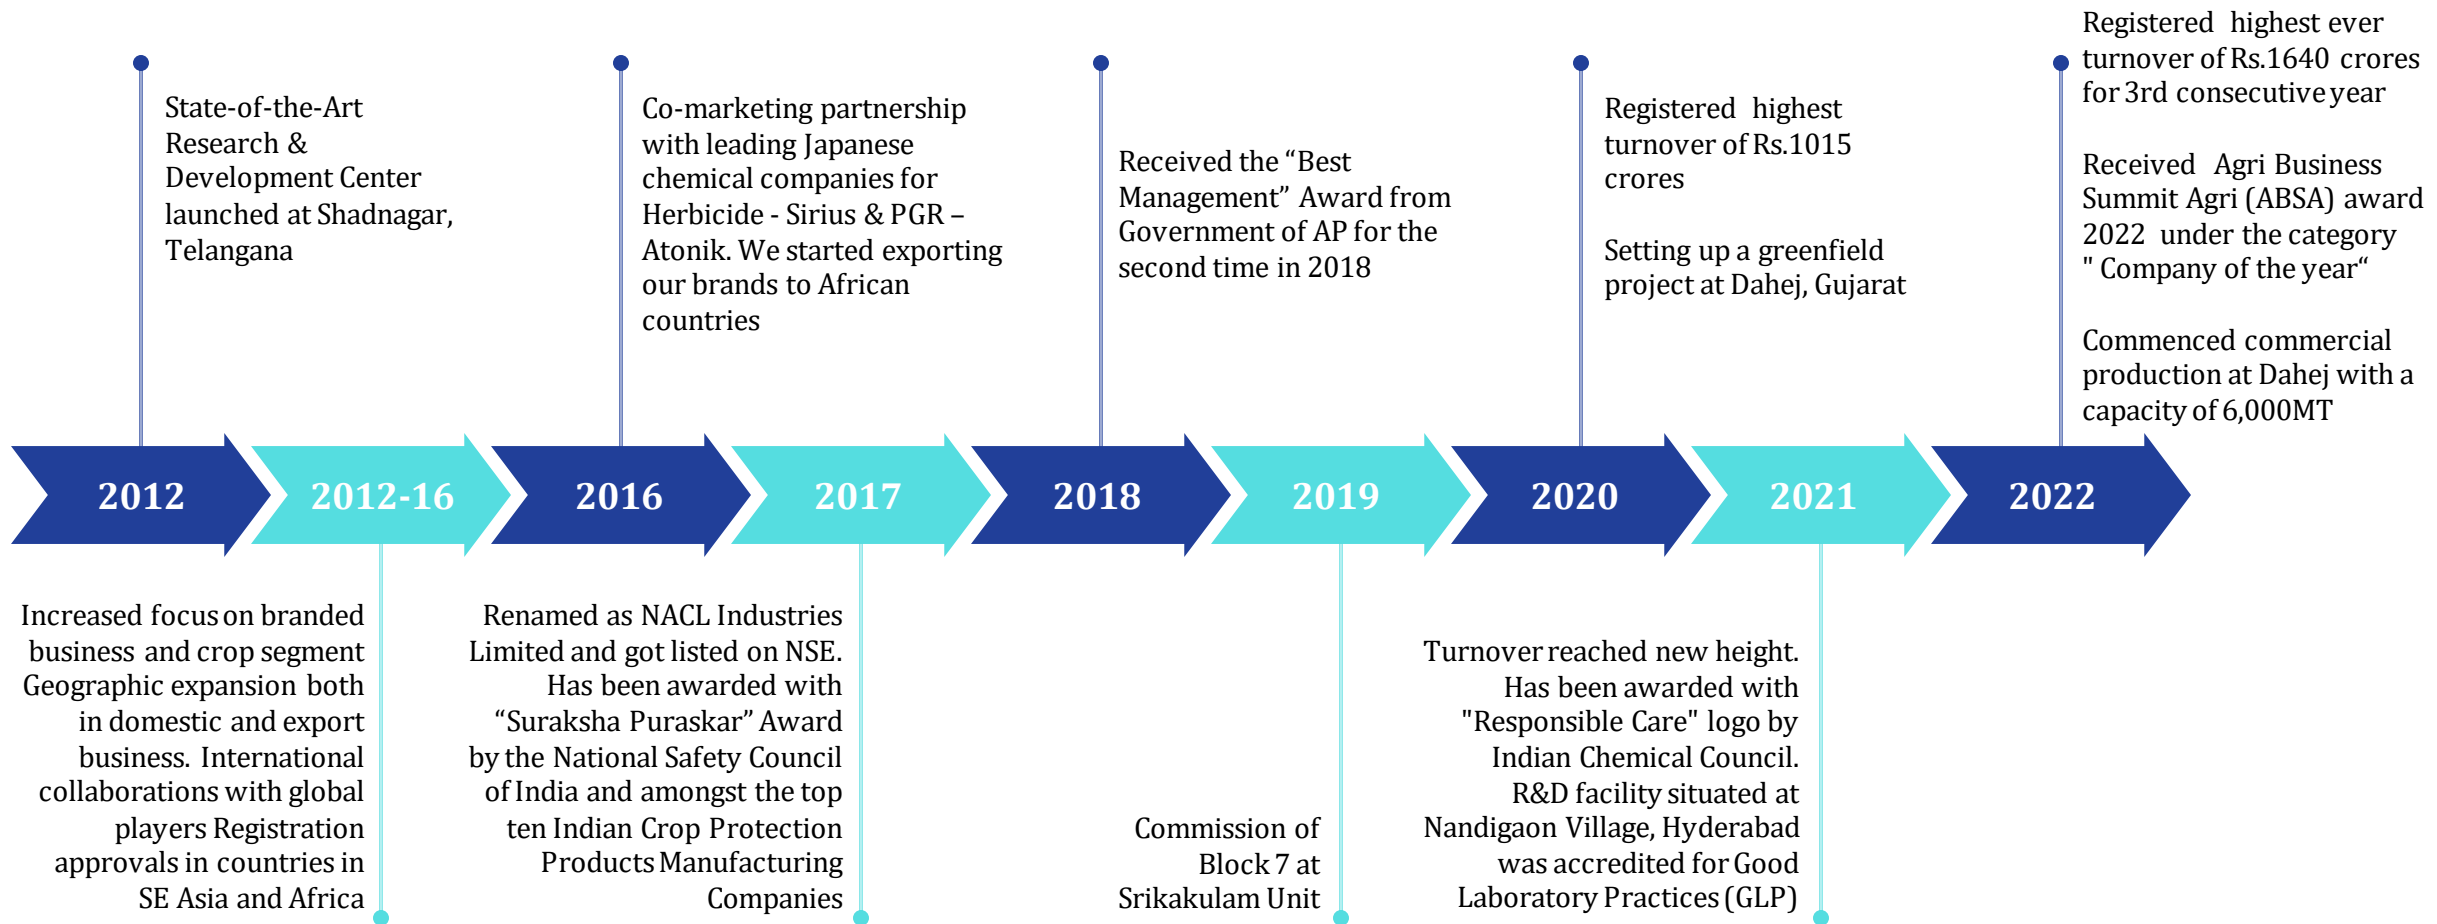 State-of-the-Art
Research &
Development Center
launched at Shadnagar,
Telangana
Co-marketing partnership
with leading Japanese
chemical companies for
Herbicide - Sirius & PGR –
Atonik. We started exporting
our brands to African
countries
Received the “Best
Management” Award from
Government of AP for the
second time in 2018
Registered highest
turnover of Rs.1015
crores
Setting up a greenfield
project at Dahej, Gujarat
Registered highest ever
turnover of Rs.1640 crores
for 3rd consecutive year
Received Agri Business
Summit Agri (ABSA) award
2022 under the category
" Company of the year“
Commenced commercial
production at Dahej with a
capacity of 6,000MT
2012
2012-16
2016
2017
2018
2019
2020
2021
2022
Increased focus on branded
business and crop segment
Geographic expansion both
in domestic and export
business. International
collaborations with global
players Registration
approvals in countries in
SE Asia and Africa
Renamed as NACL Industries
Limited and got listed on NSE.
Has been awarded with
“Suraksha Puraskar” Award
by the National Safety Council
of India and amongst the top
ten Indian Crop Protection
Products Manufacturing
Companies
Commission of
Block 7 at
Srikakulam Unit
Turnover reached new height.
Has been awarded with
"Responsible Care" logo by
Indian Chemical Council.
R&D facility situated at
Nandigaon Village, Hyderabad
was accredited for Good
Laboratory Practices (GLP)